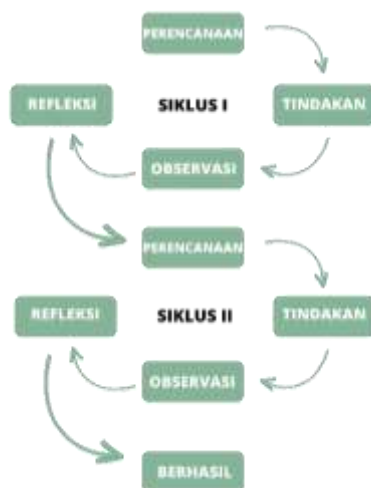 PERENCANAAN
REFLEKSI
SIKLUS I
TINDAKAN
OBSERVASI
PERENCANAAN
REFLEKSI
SIKLUS II
TINDAKAN
OBSERVASI
BERHASIL